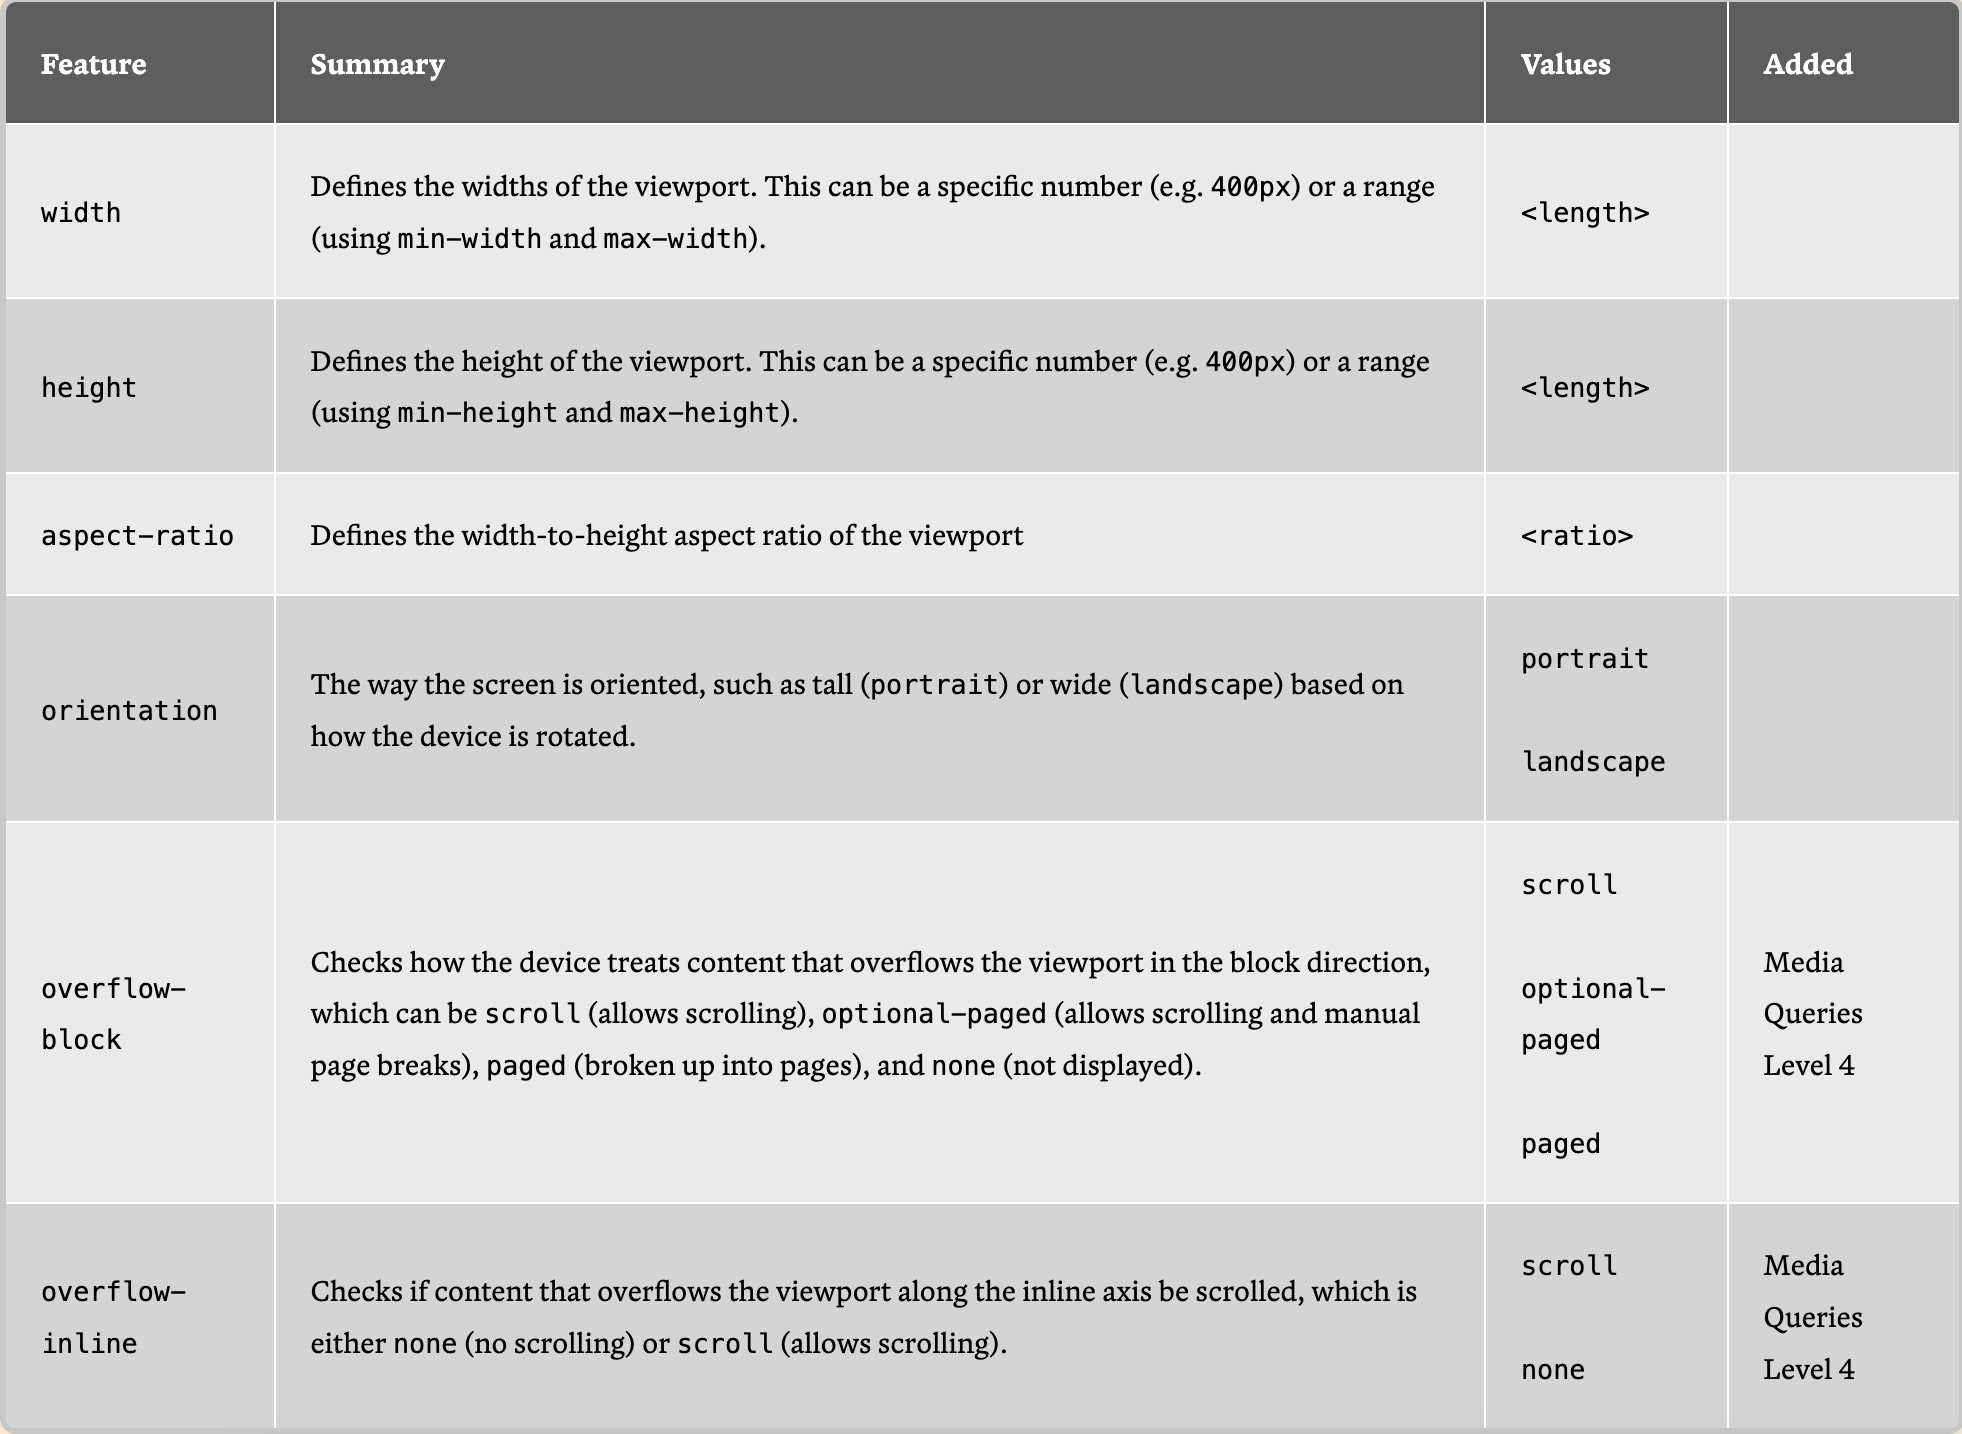 Feature Summary Values Added
width
Defines the widths of the viewport. This can be a specific number (e.g. 400px) or a range
(using min-width and max-width).
<length>
height
Defines the height of the viewport. This can be a specific number (e.g. 400px) or a range
(using min-height and max-height).
<length>
aspect-ratio
Defines the width-to-height aspect ratio of the viewport
<ratio>
orientation
The way the screen is oriented, such as tall (portrait) or wide (landscape) based on
how the device is rotated.
portrait
landscape
overflow-
block
Checks how the device treats content that overflows the viewport in the block direction,
which can be scroll (allows scrolling), optional-paged (allows scrolling and manual
page breaks), paged (broken up into pages), and none (not displayed).
scroll
optional-
paged
paged
Media
Queries
Level 4
overflow-
inline
Checks if content that overflows the viewport along the inline axis be scrolled, which is
either none (no scrolling) or scroll (allows scrolling).
scroll
none
Media
Queries
Level 4